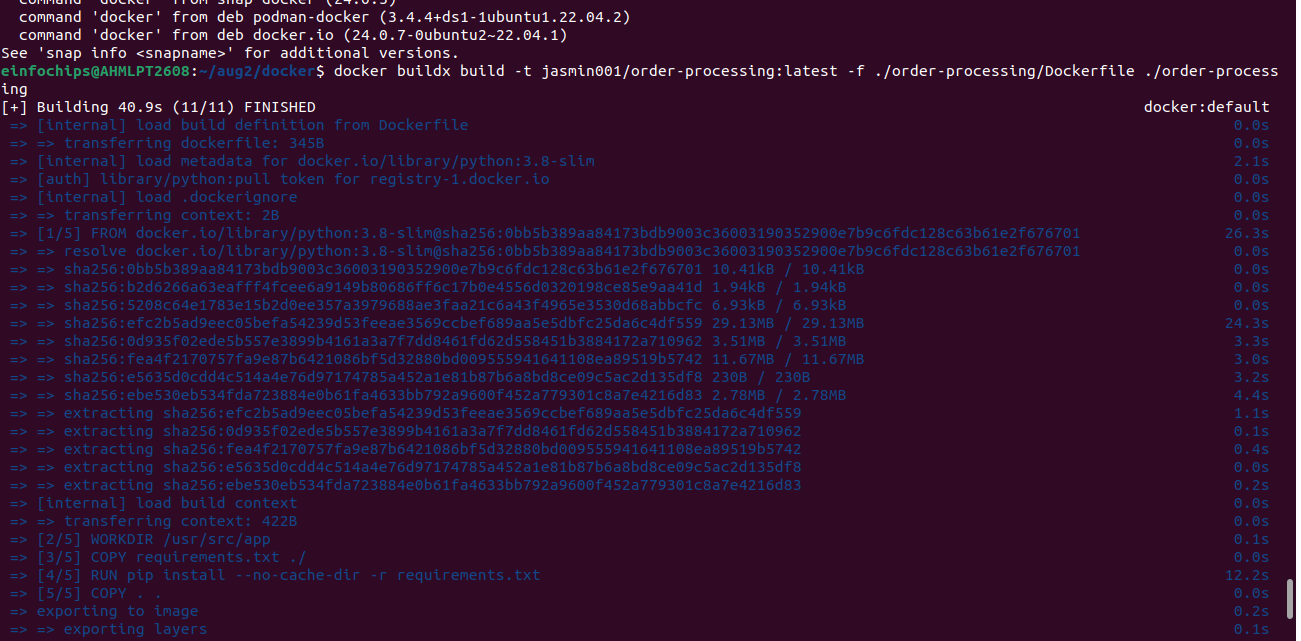 command 'docker' from snap docker (24.0.5)
command 'docker' from deb podman-docker (3.4.4+ds1-1ubuntu1.22.04.2)
command 'docker' from deb docker.io (24.0.7-0ubuntu2~22.04.1)
See 'snap info <snapname>' for additional versions.
einfochips@AHMLPT2608:~/aug2/docker$ docker buildx build -t jasmin001/order-processing:latest -f ./order-processing/Dockerfile ./order-process
ing
[+] Building 40.9s (11/11) FINISHED docker:default
=> [internal] load build definition from Dockerfile 0.0s
=> => transferring dockerfile: 345B 0.0s
=> [internal] load metadata for docker.io/library/python:3.8-slim 2.1s
=> [auth] library/python:pull token for registry-1.docker.io 0.0s
=> [internal] load .dockerignore 0.0s
=> => transferring context: 2B 0.0s
=> [1/5] FROM docker.io/library/python:3.8-slim@sha256:0bb5b389aa84173bdb9003c36003190352900e7b9c6fdc128c63b61e2f676701 26.3s
=> => resolve docker.io/library/python:3.8-slim@sha256:0bb5b389aa84173bdb9003c36003190352900e7b9c6fdc128c63b61e2f676701 0.0s
=> => sha256:0bb5b389aa84173bdb9003c36003190352900e7b9c6fdc128c63b61e2f676701 10.41kB / 10.41kB 0.0s
=> => sha256:b2d6266a63eafff4fcee6a9149b80686ff6c17b0e4556d0320198ce85e9aa41d 1.94kB / 1.94kB 0.0s
=> => sha256:5208c64e1783e15b2d0ee357a3979688ae3faa21c6a43f4965e3530d68abbcfc 6.93kB / 6.93kB 0.0s
=> => sha256:efc2b5ad9eec05befa54239d53feeae3569ccbef689aa5e5dbfc25da6c4df559 29.13MB / 29.13MB 24.3s
=> => sha256:0d935f02ede5b557e3899b4161a3a7f7dd8461fd62d558451b3884172a710962 3.51MB / 3.51MB 3.3s
=> => sha256:fea4f2170757fa9e87b6421086bf5d32880bd009555941641108ea89519b5742 11.67MB / 11.67MB 3.0s
=> => sha256:e5635d0cdd4c514a4e76d97174785a452a1e81b87b6a8bd8ce09c5ac2d135df8 230B / 230B 3.2s
=> => sha256:ebe530eb534fda723884e0b61fa4633bb792a9600f452a779301c8a7e4216d83 2.78MB / 2.78MB 4.4s
=> => extracting sha256:efc2b5ad9eec05befa54239d53feeae3569ccbef689aa5e5dbfc25da6c4df559 1.1s
=> => extracting sha256:0d935f02ede5b557e3899b4161a3a7f7dd8461fd62d558451b3884172a710962 0.1s
=> => extracting sha256:fea4f2170757fa9e87b6421086bf5d32880bd009555941641108ea89519b5742 0.4s
=> => extracting sha256:e5635d0cdd4c514a4e76d97174785a452a1e81b87b6a8bd8ce09c5ac2d135df8 0.0s
=> => extracting sha256:ebe530eb534fda723884e0b61fa4633bb792a9600f452a779301c8a7e4216d83 0.2s
=> [internal] load build context 0.0s
=> => transferring context: 422B 0.0s
=> [2/5] WORKDIR /usr/src/app 0.1s
=> [3/5] COPY requirements.txt ./ 0.0s
=> [4/5] RUN pip install --no-cache-dir -r requirements.txt 12.2s
=> [5/5] COPY . . 0.0s
=> exporting to image 0.2s
=> => exporting layers 0.1s